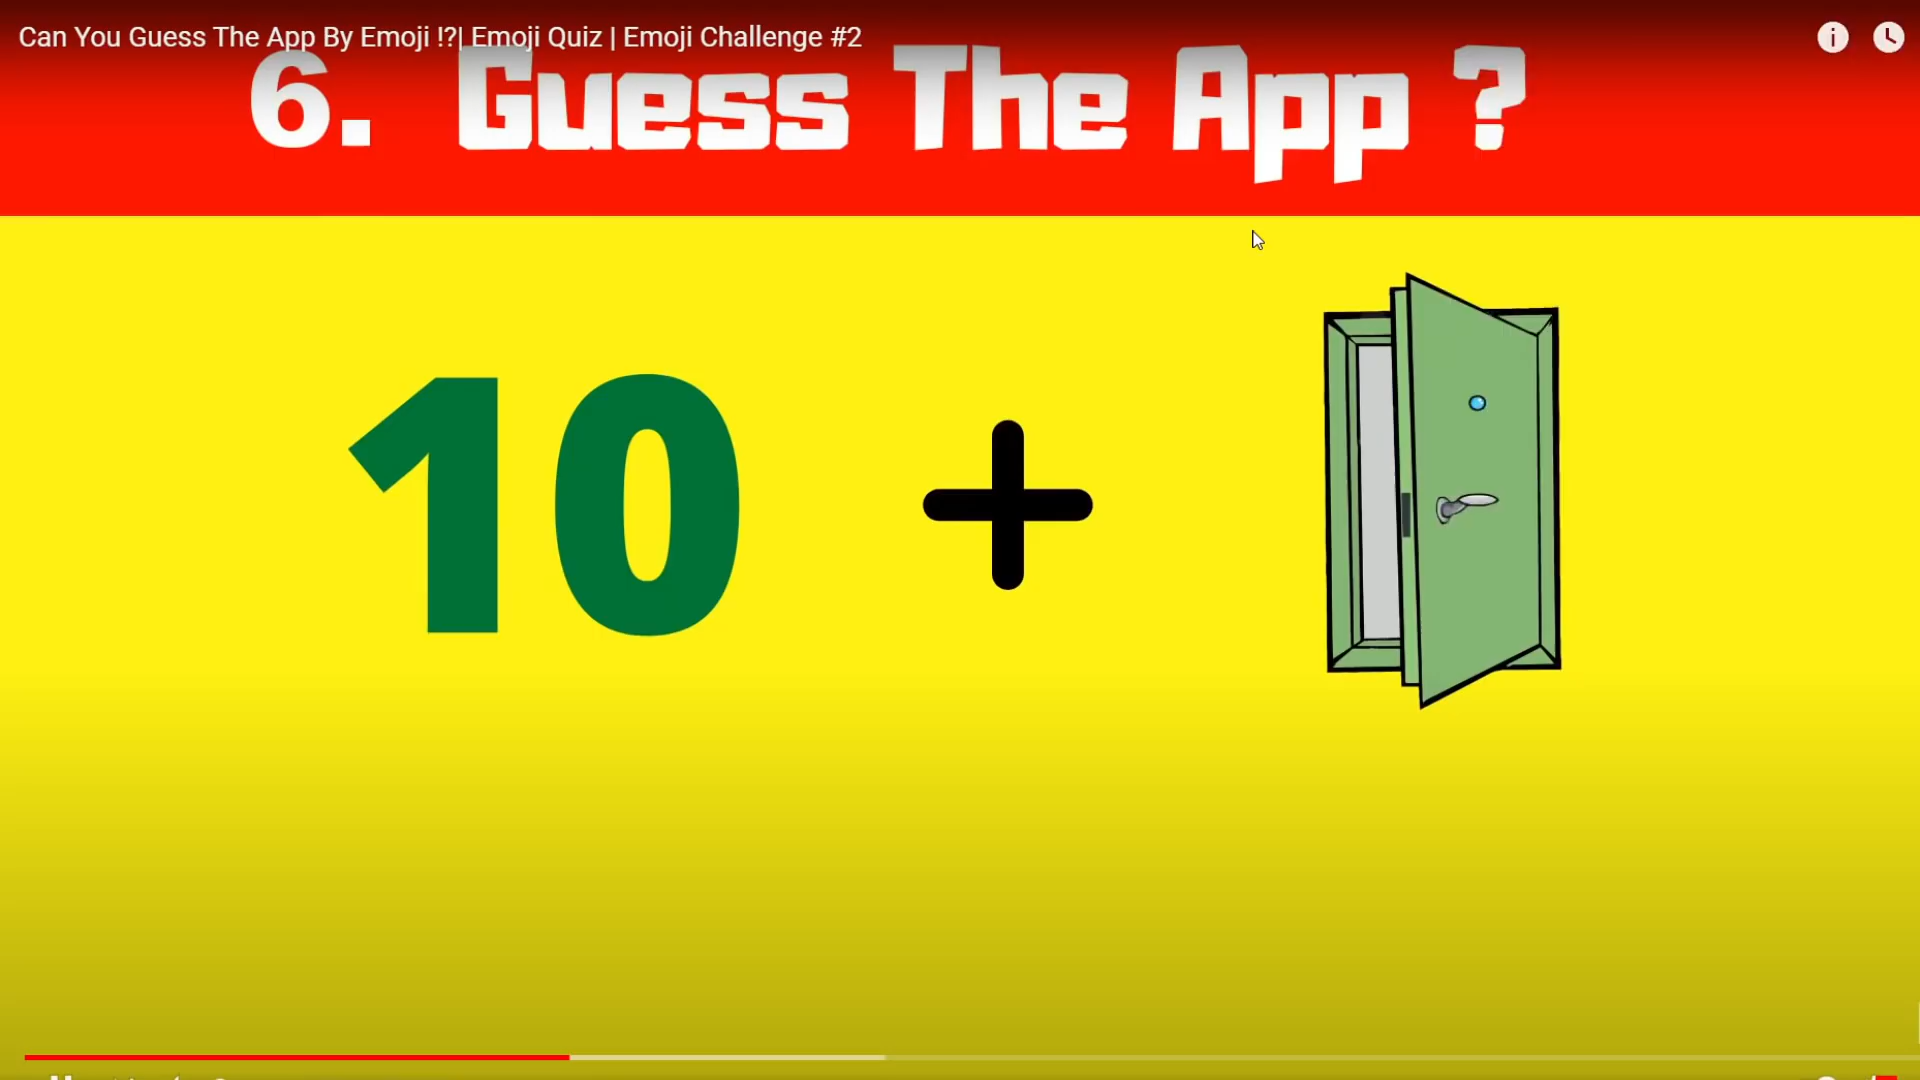 Can You Guess The App By Emoji !?| Emoji Quiz | Emoji Challenge #2
6. Guess The App ?
10 +